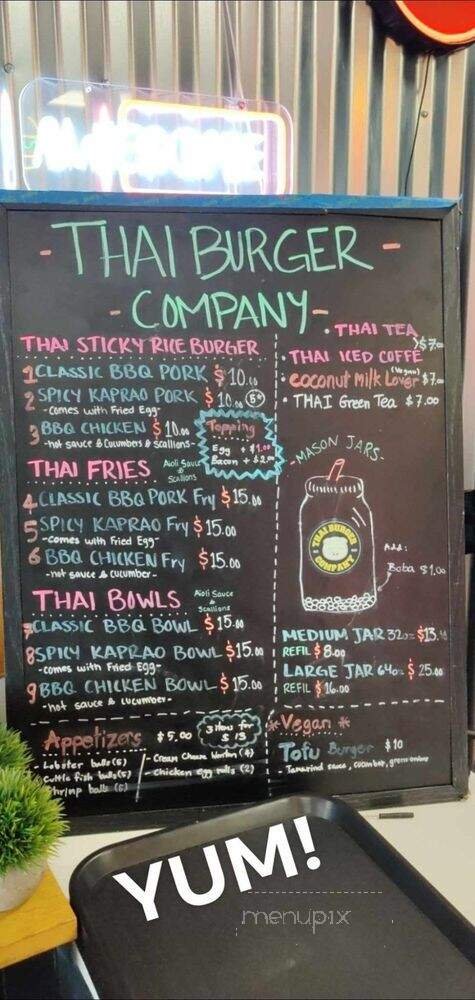 - THAI BURGER -
- COMPANY -
THAI STICKY RICE BURGER
1 CLASSIC BBQ PORK $10.00
2 SPICY KAPRAO PORK $10.00
-comes with Fried Egg-
3 BBQ CHICKEN $10.00
-hot sauce & Cucumbers & scallions-
Topping
Egg + $1.00
Bacon + $2.00
THAI FRIES Aioli Sauce & Scallions
4 CLASSIC BBQ PORK Fry $15.00
5 SPICY KAPRAO Fry $15.00
-comes with Fried Egg-
6 BBQ CHICKEN Fry $15.00
-hot sauce & cucumber-
THAI BOWLS Aioli Sauce & Scallions
7 CLASSIC BBQ BOWL $15.00
8 SPICY KAPRAO BOWL $15.00
-comes with Fried Egg-
9 BBQ CHICKEN BOWL $15.00
-hot sauce & cucumber-
Appetizers $5.00
3 items for
$13
- Lobster balls (5)
- Cuttle fish balls (5)
- Shrimp balls (5)
- Cream Cheese Wonton (4)
- Chicken Egg rolls (2)
• THAI TEA
• THAI ICED COFFE
$7.00
• coconut Milk Lover (Vegan) $7.00
• THAI Green Tea $7.00
-MASON JARS-
THAI BURGER
COMPANY
Add:
Boba $1.00
MEDIUM JAR 32oz $13.
REFIL $8.00
LARGE JAR 64oz $25.00
REFIL $16.00
* Vegan *
Tofu Burger $10
- Tamarind sauce, cucumber, green onion
YUM!
menupix